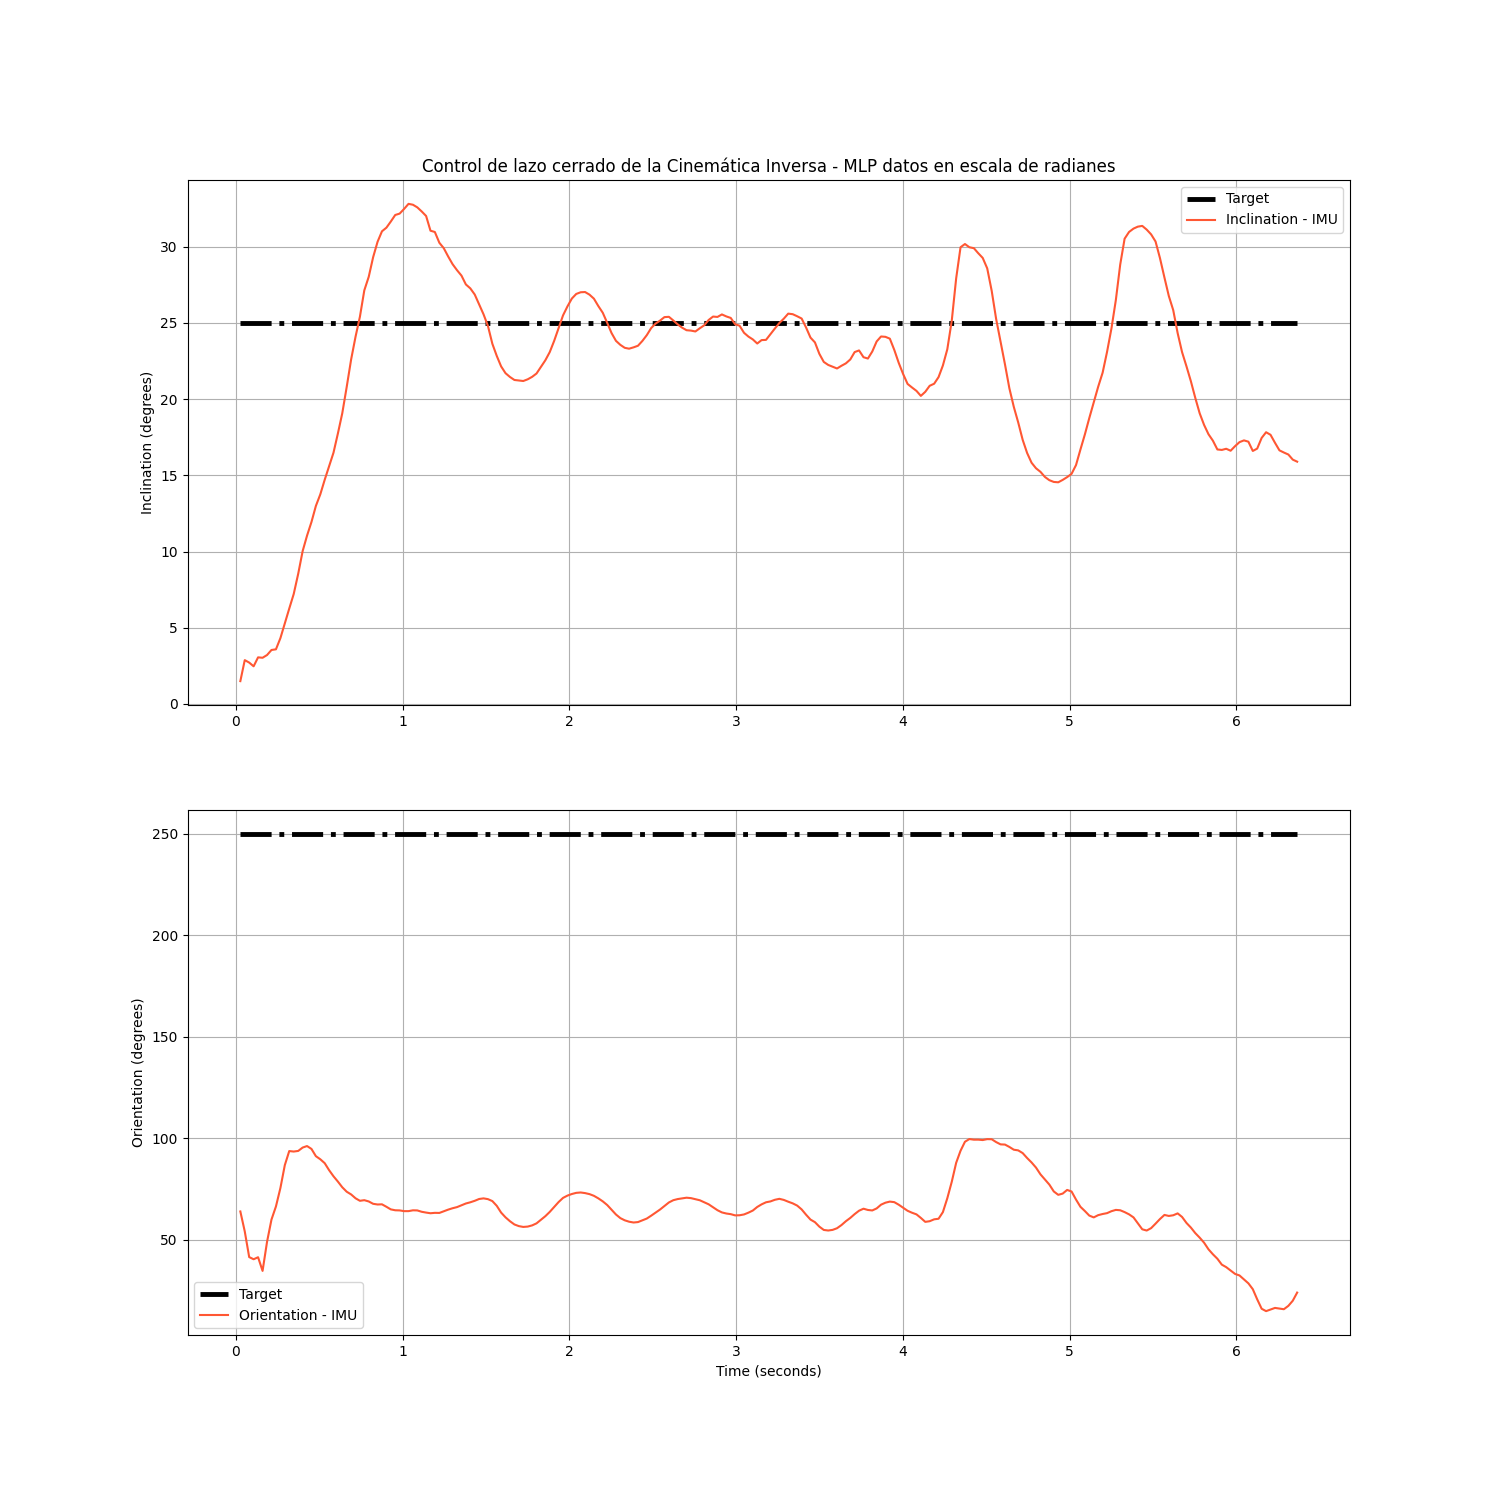 Control de lazo cerrado de la Cinemática Inversa - MLP datos en escala de radianes
Target
Inclination - IMU
Inclination (degrees)
30
25
20
15
10
5
0
0 1 2 3 4 5 6
250
200
150
100
50
Orientation (degrees)
Target
Orientation - IMU
0 1 2 3 4 5 6
Time (seconds)